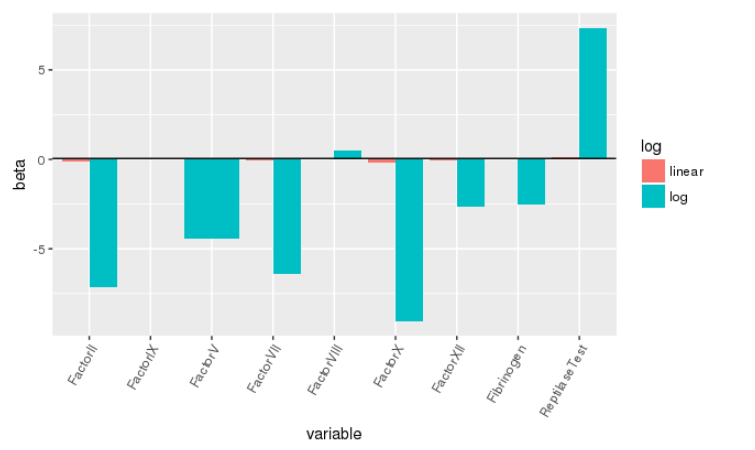 5
0
-5
beta
FactorII
FactorIX
FactorV
FactorVII
FactorVIII
FactorX
FactorXII
Fibrinogen
ReptilaseTest
variable
log
linear
log